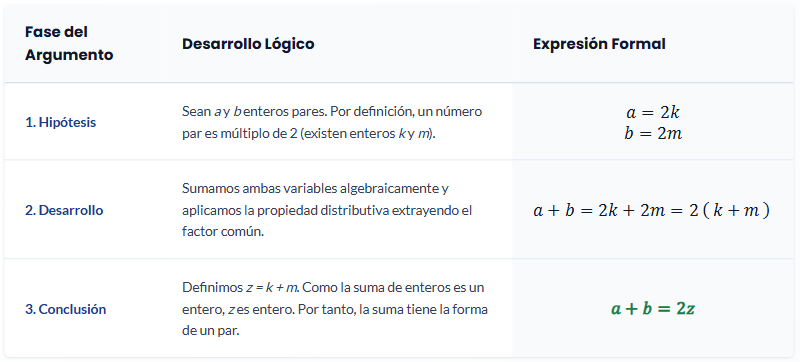 Fase del
Argumento
Desarrollo Lógico
Expresión Formal
1. Hipótesis
Sean a y b enteros pares. Por definición, un número
par es múltiplo de 2 (existen enteros k y m).
a = 2k
b = 2m
2. Desarrollo
Sumamos ambas variables algebraicamente y
aplicamos la propiedad distributiva extrayendo el
factor común.
a + b = 2k + 2m = 2 ( k + m )
3. Conclusión
Definimos z = k + m. Como la suma de enteros es un
entero, z es entero. Por tanto, la suma tiene la forma
de un par.
a + b = 2z